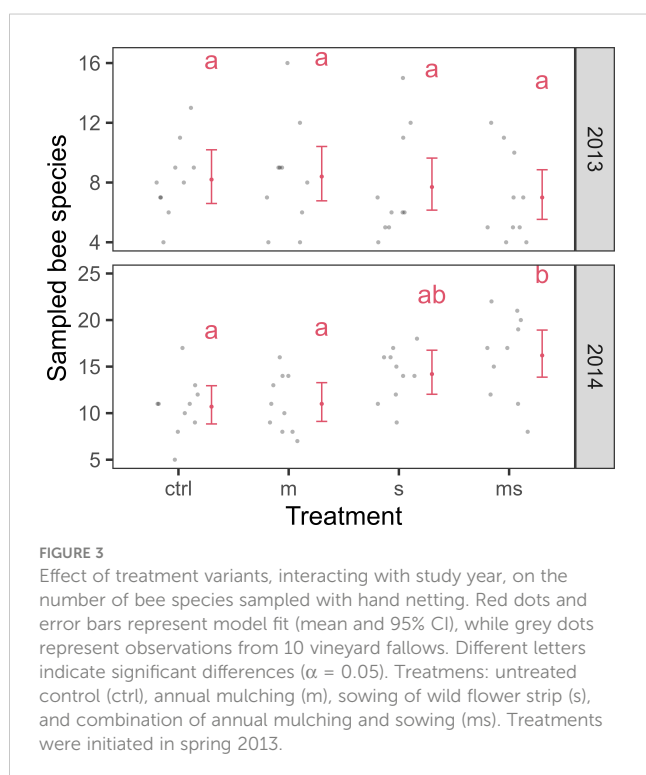 Sampled bee species
16
12
8
4
a
a
a
a
2013
25
20
15
10
5
a
a
ab
b
2014
ctrl
m
s
ms
Treatment
FIGURE 3
Effect of treatment variants, interacting with study year, on the
number of bee species sampled with hand netting. Red dots and
error bars represent model fit (mean and 95% CI), while grey dots
represent observations from 10 vineyard fallows. Different letters
indicate significant differences (α = 0.05). Treatmens: untreated
control (ctrl), annual mulching (m), sowing of wild flower strip (s),
and combination of annual mulching and sowing (ms). Treatments
were initiated in spring 2013.